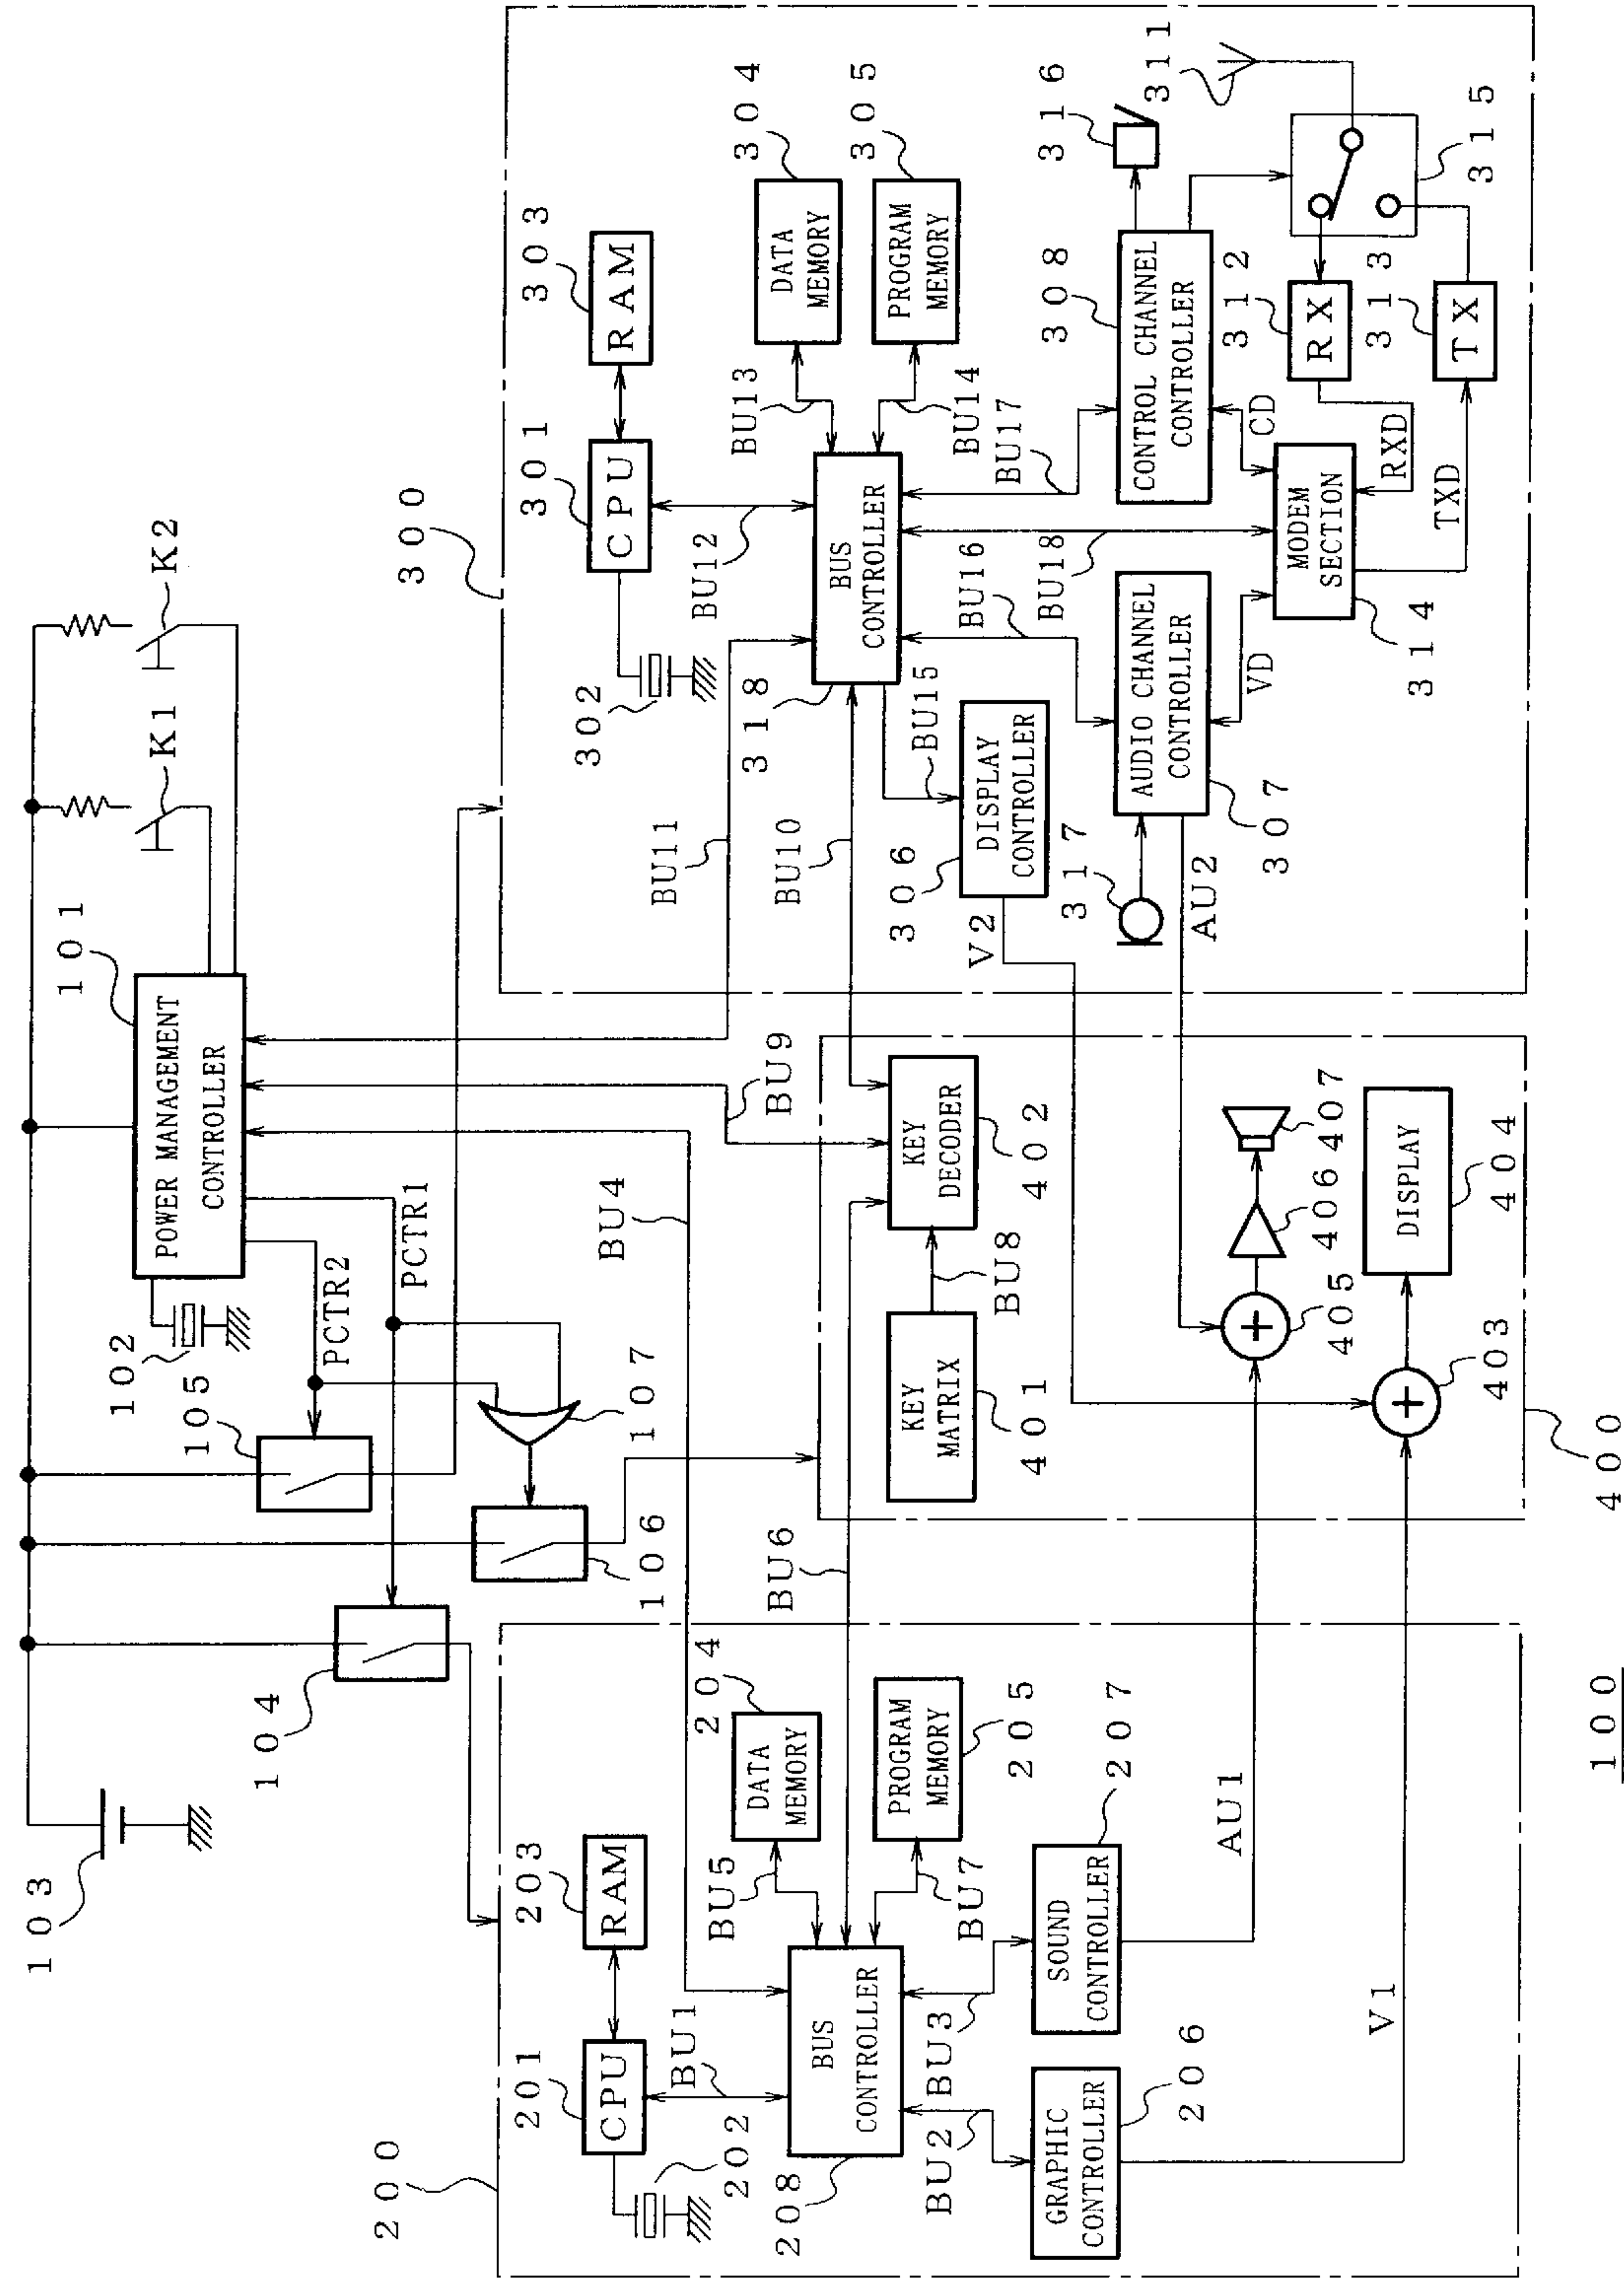 103
104
105
102
101
K1
K2
POWER MANAGEMENT
CONTROLLER
PCTR2
PCTR1
107
106
200
201
CPU
202
203
RAM
BU1
208
BUS
CONTROLLER
BU5
DATA
MEMORY
204
BU7
PROGRAM
MEMORY
205
BU2
BU3
GRAPHIC
CONTROLLER
206
SOUND
CONTROLLER
207
AU1
V1
BU4
BU6
BU9
BU11
BU10
KEY
MATRIX
401
BU8
KEY
DECODER
402
405
406
407
403
DISPLAY
404
400
300
301
CPU
302
303
RAM
BU12
318
BUS
CONTROLLER
BU13
DATA
MEMORY
304
BU14
PROGRAM
MEMORY
305
BU15
306
DISPLAY
CONTROLLER
V2
BU16
BU18
BU17
317
AUDIO CHANNEL
CONTROLLER
307
AU2
VD
MODEM
SECTION
314
CD
RXD
TXD
308
CONTROL CHANNEL
CONTROLLER
316
311
312
RX
313
TX
315
100